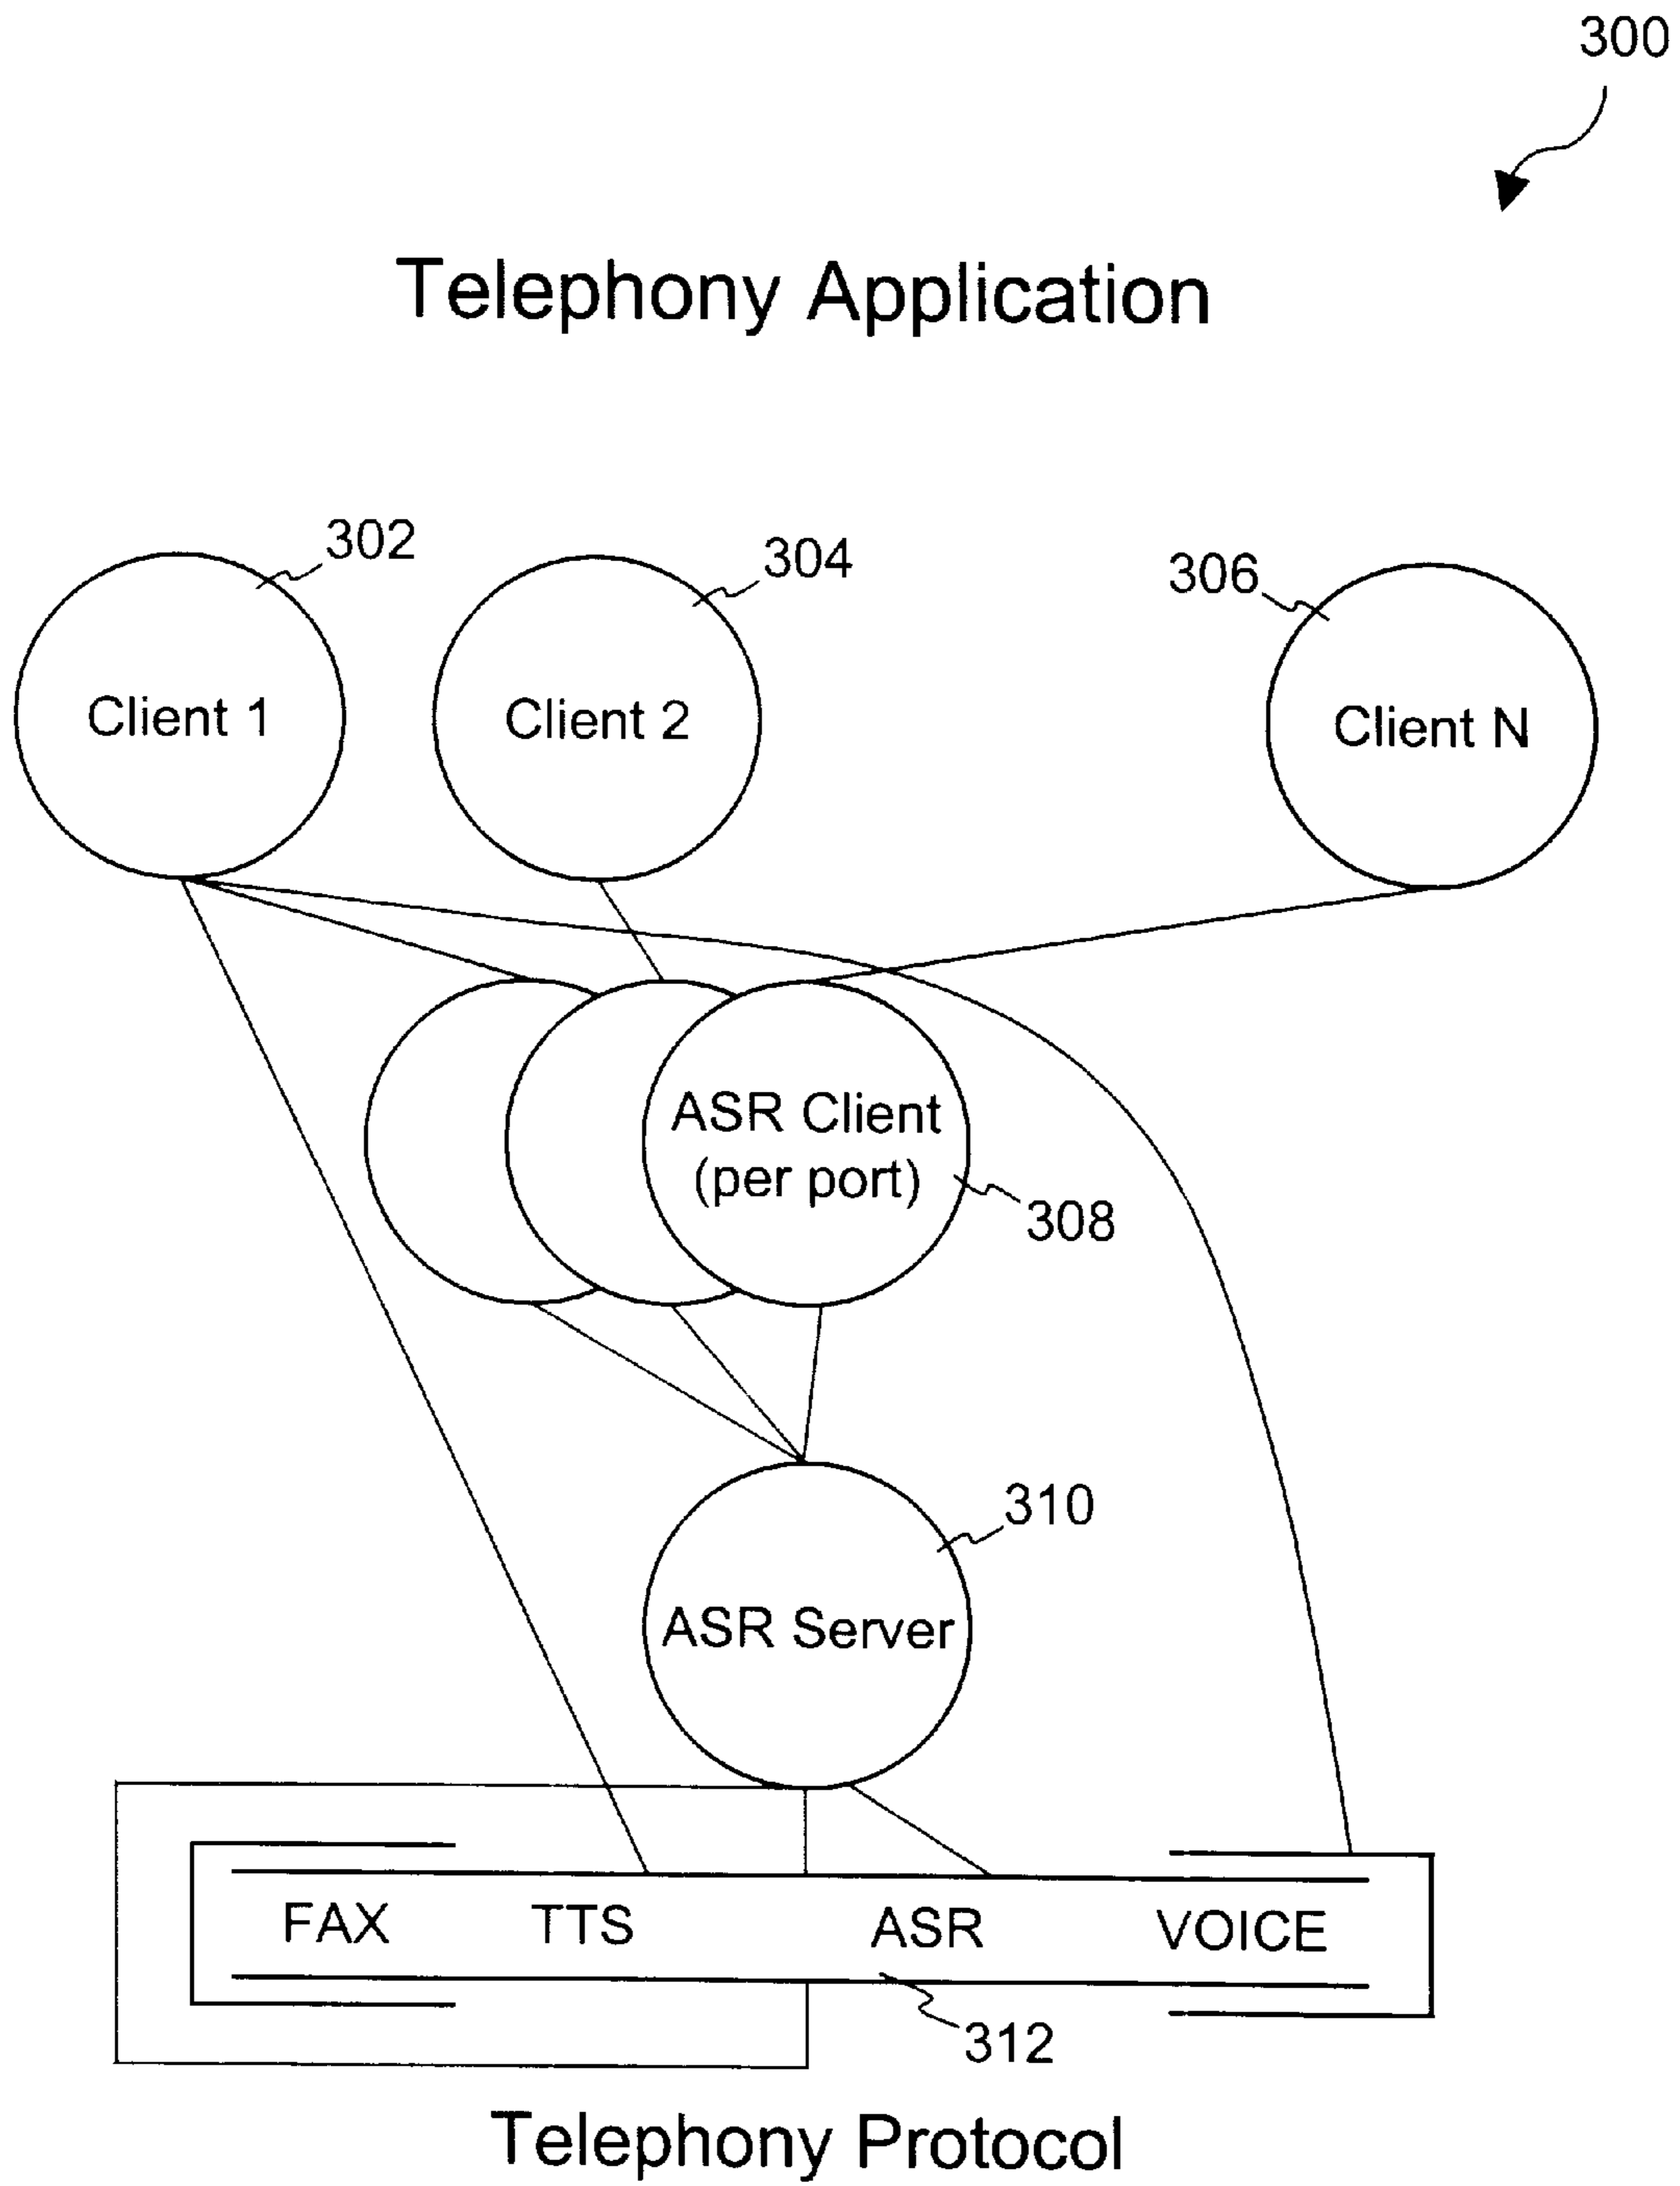 300
Telephony Application
302
304
306
Client 1
Client 2
Client N
ASR Client
(per port)
308
310
ASR Server
FAX TTS ASR VOICE
312
Telephony Protocol